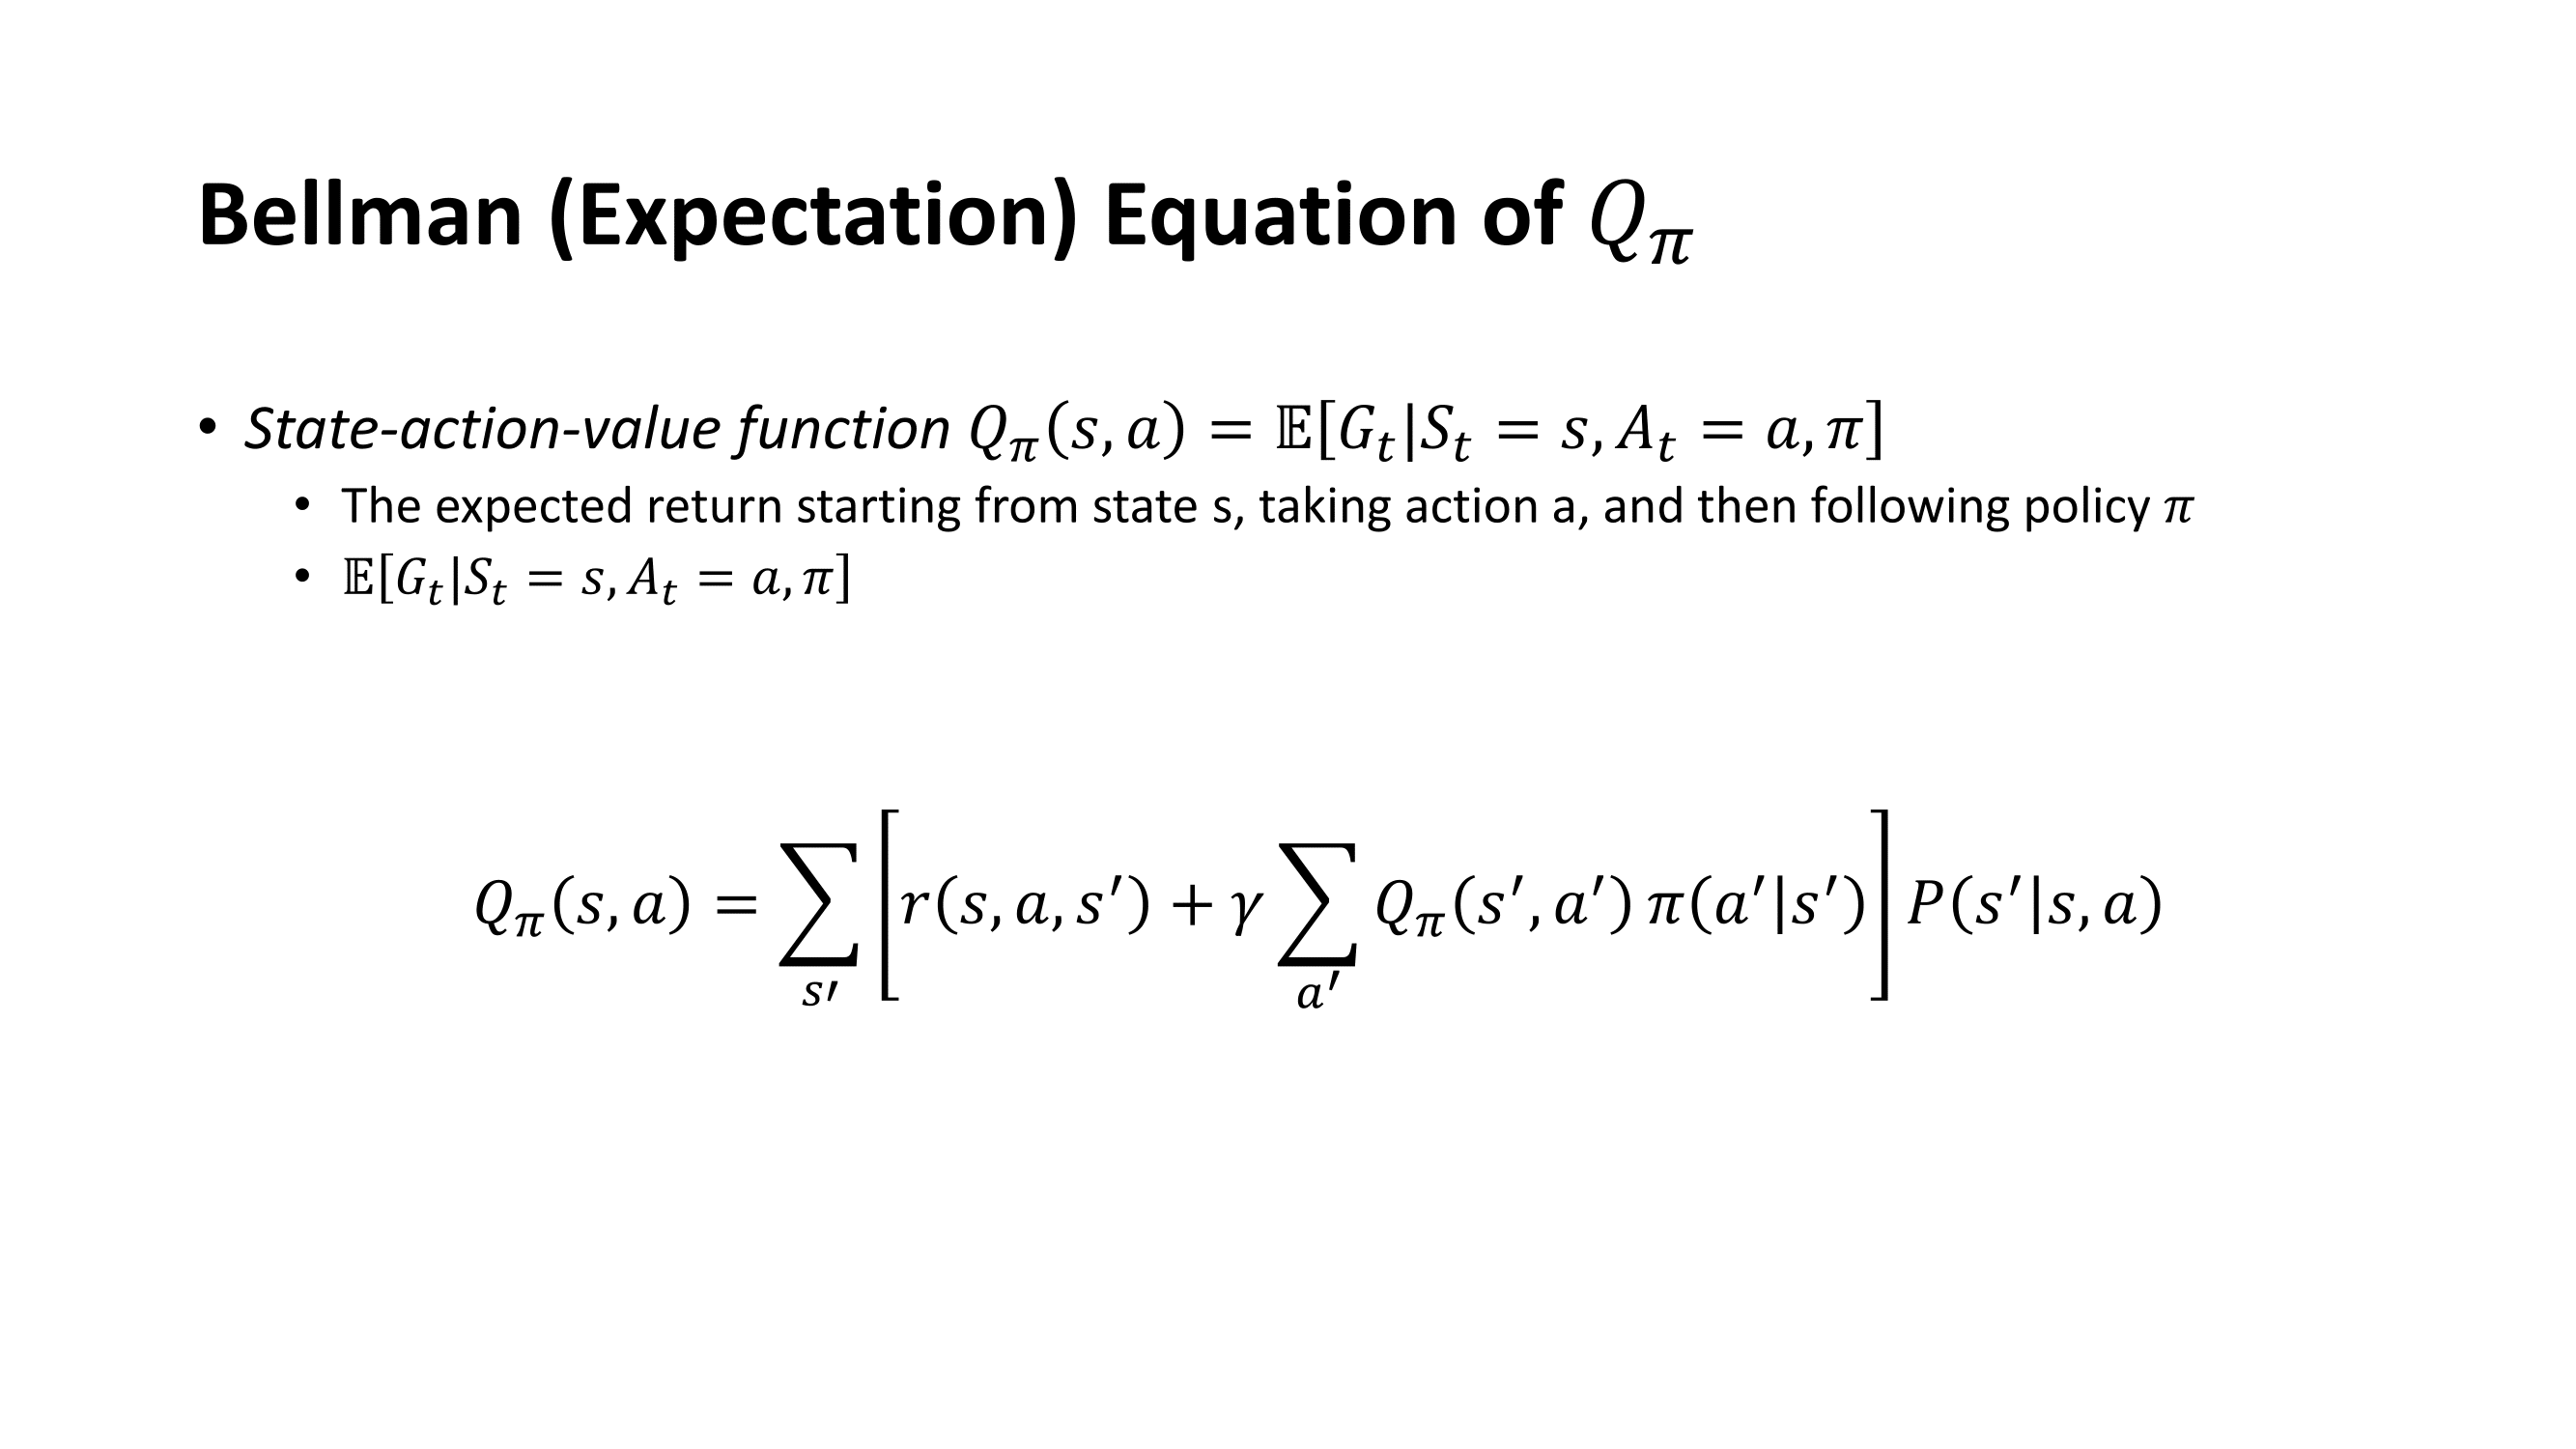 Bellman (Expectation) Equation of $Q_\pi$
• State-action-value function $Q_\pi(s, a) = \mathbb{E}[G_t|S_t = s, A_t = a, \pi]$
• The expected return starting from state s, taking action a, and then following policy $\pi$
• $\mathbb{E}[G_t|S_t = s, A_t = a, \pi]$
$Q_\pi(s, a) = \sum_{s'} \left[ r(s, a, s') + \gamma \sum_{a'} Q_\pi(s', a') \pi(a'|s') \right] P(s'|s, a)$